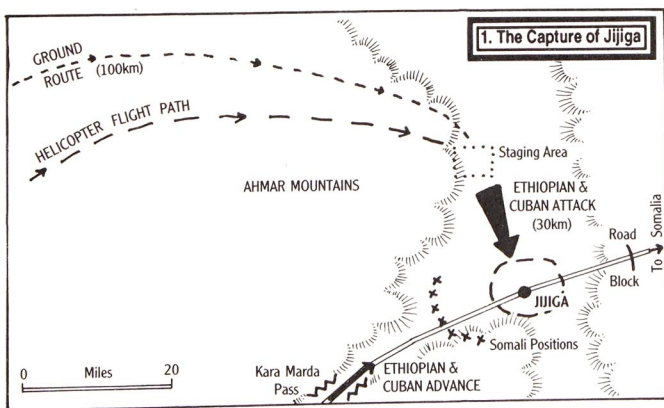 1. The Capture of Jijiga
GROUND
ROUTE (100km)
HELICOPTER FLIGHT PATH
Staging Area
AHMAR MOUNTAINS
ETHIOPIAN &
CUBAN ATTACK
(30km)
To Somalia
Road
Block
JIJIGA
Somali Positions
0 Miles 20
Kara Marda
Pass
ETHIOPIAN &
CUBAN ADVANCE